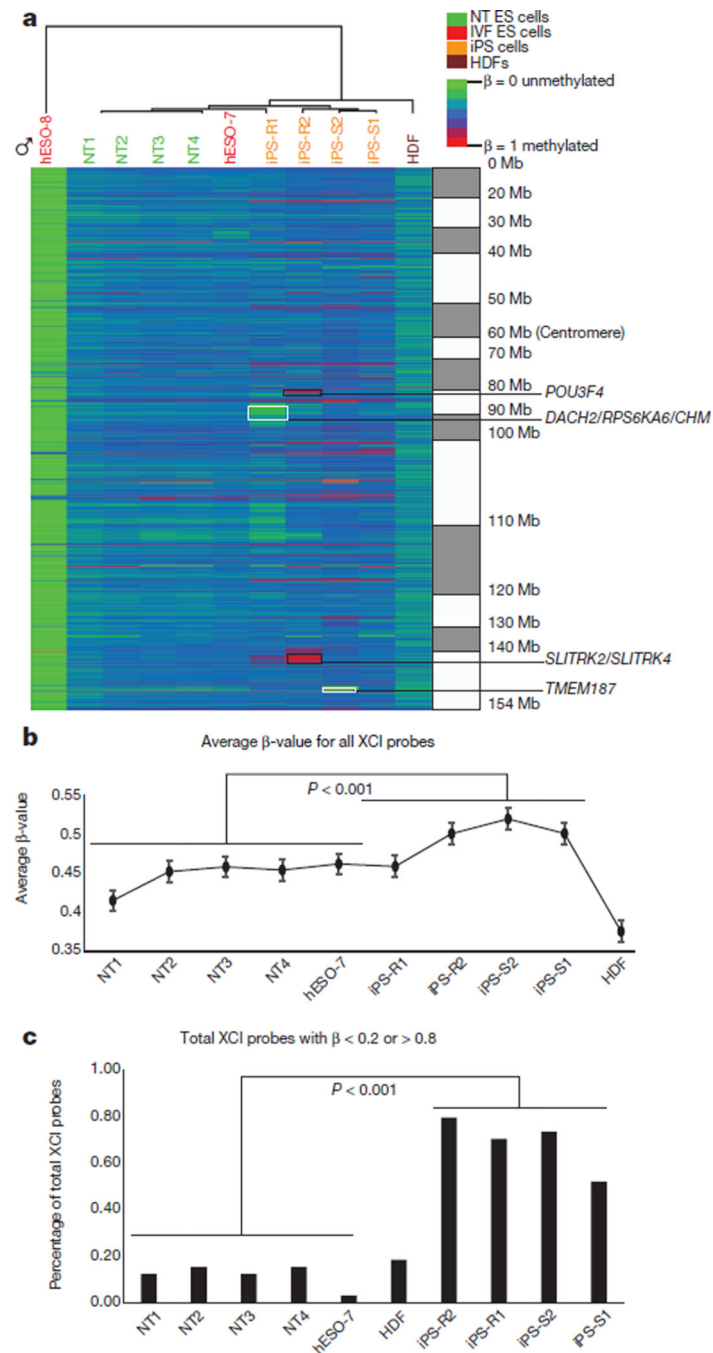 a
NT ES cells
IVF ES cells
iPS cells
HDFs
β = 0 unmethylated
β = 1 methylated
♂
hESO-8
NT1
NT2
NT3
NT4
hESO-7
iPS-R1
iPS-R2
iPS-S2
iPS-S1
HDF
0 Mb
20 Mb
30 Mb
40 Mb
50 Mb
60 Mb (Centromere)
70 Mb
80 Mb
POU3F4
90 Mb
DACH2/RPS6KA6/CHM
100 Mb
110 Mb
120 Mb
130 Mb
140 Mb
SLITRK2/SLITRK4
TMEM187
154 Mb
b
Average β-value for all XCI probes
P < 0.001
Average β-value
0.55
0.5
0.45
0.4
0.35
NT1
NT2
NT3
NT4
hESO-7
iPS-R1
iPS-R2
iPS-S2
iPS-S1
HDF
c
Total XCI probes with β < 0.2 or > 0.8
P < 0.001
Percentage of total XCI probes
1.00
0.80
0.60
0.40
0.20
0.00
NT1
NT2
NT3
NT4
hESO-7
HDF
iPS-R2
iPS-R1
iPS-S2
iPS-S1